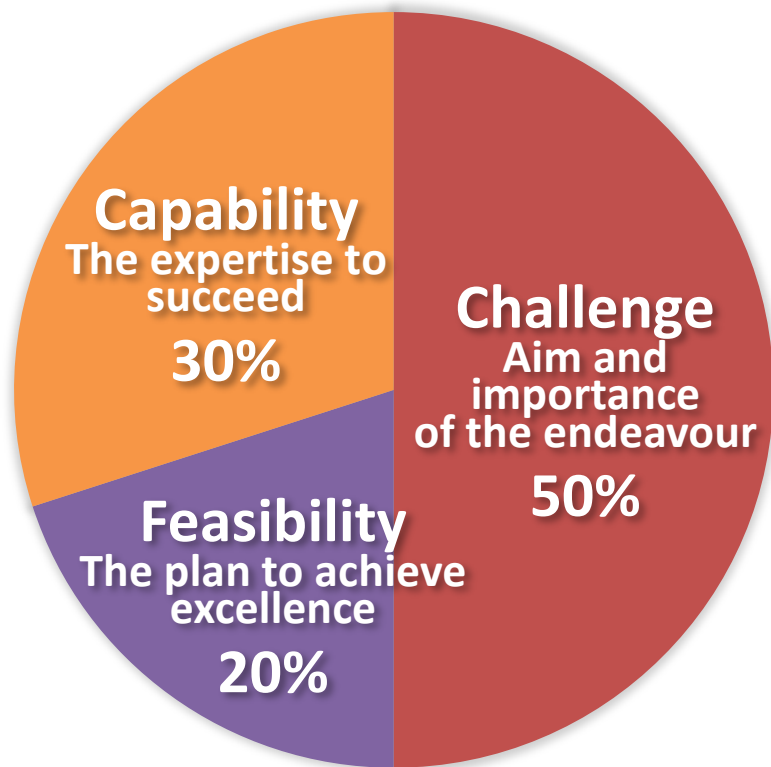 Capability
The expertise to
succeed
30%
Challenge
Aim and
importance
of the endeavour
50%
Feasibility
The plan to achieve
excellence
20%